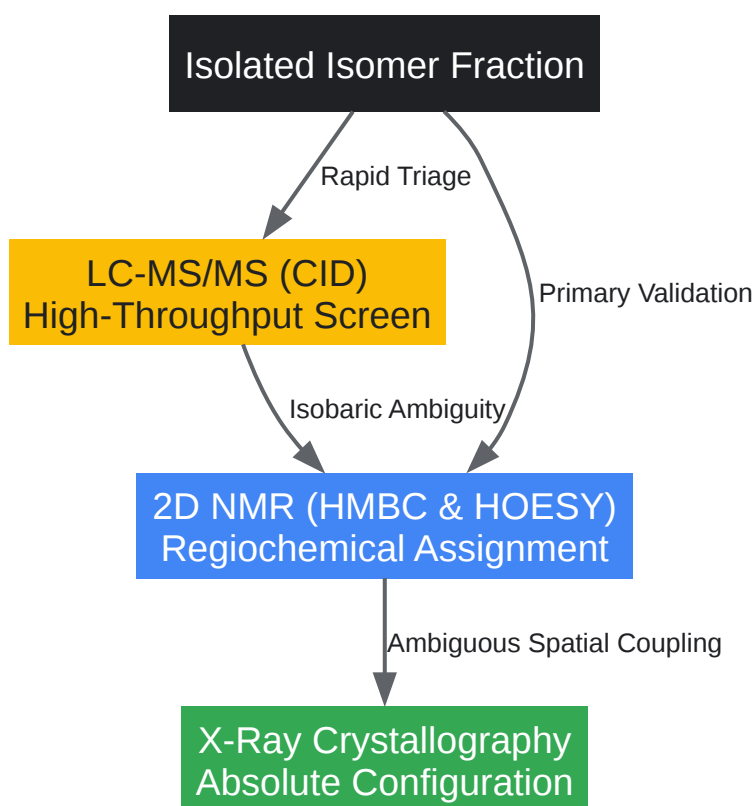 Isolated Isomer Fraction
Rapid Triage
LC-MS/MS (CID)
High-Throughput Screen
Primary Validation
Isobaric Ambiguity
2D NMR (HMBC & HOESY)
Regiochemical Assignment
Ambiguous Spatial Coupling
X-Ray Crystallography
Absolute Configuration